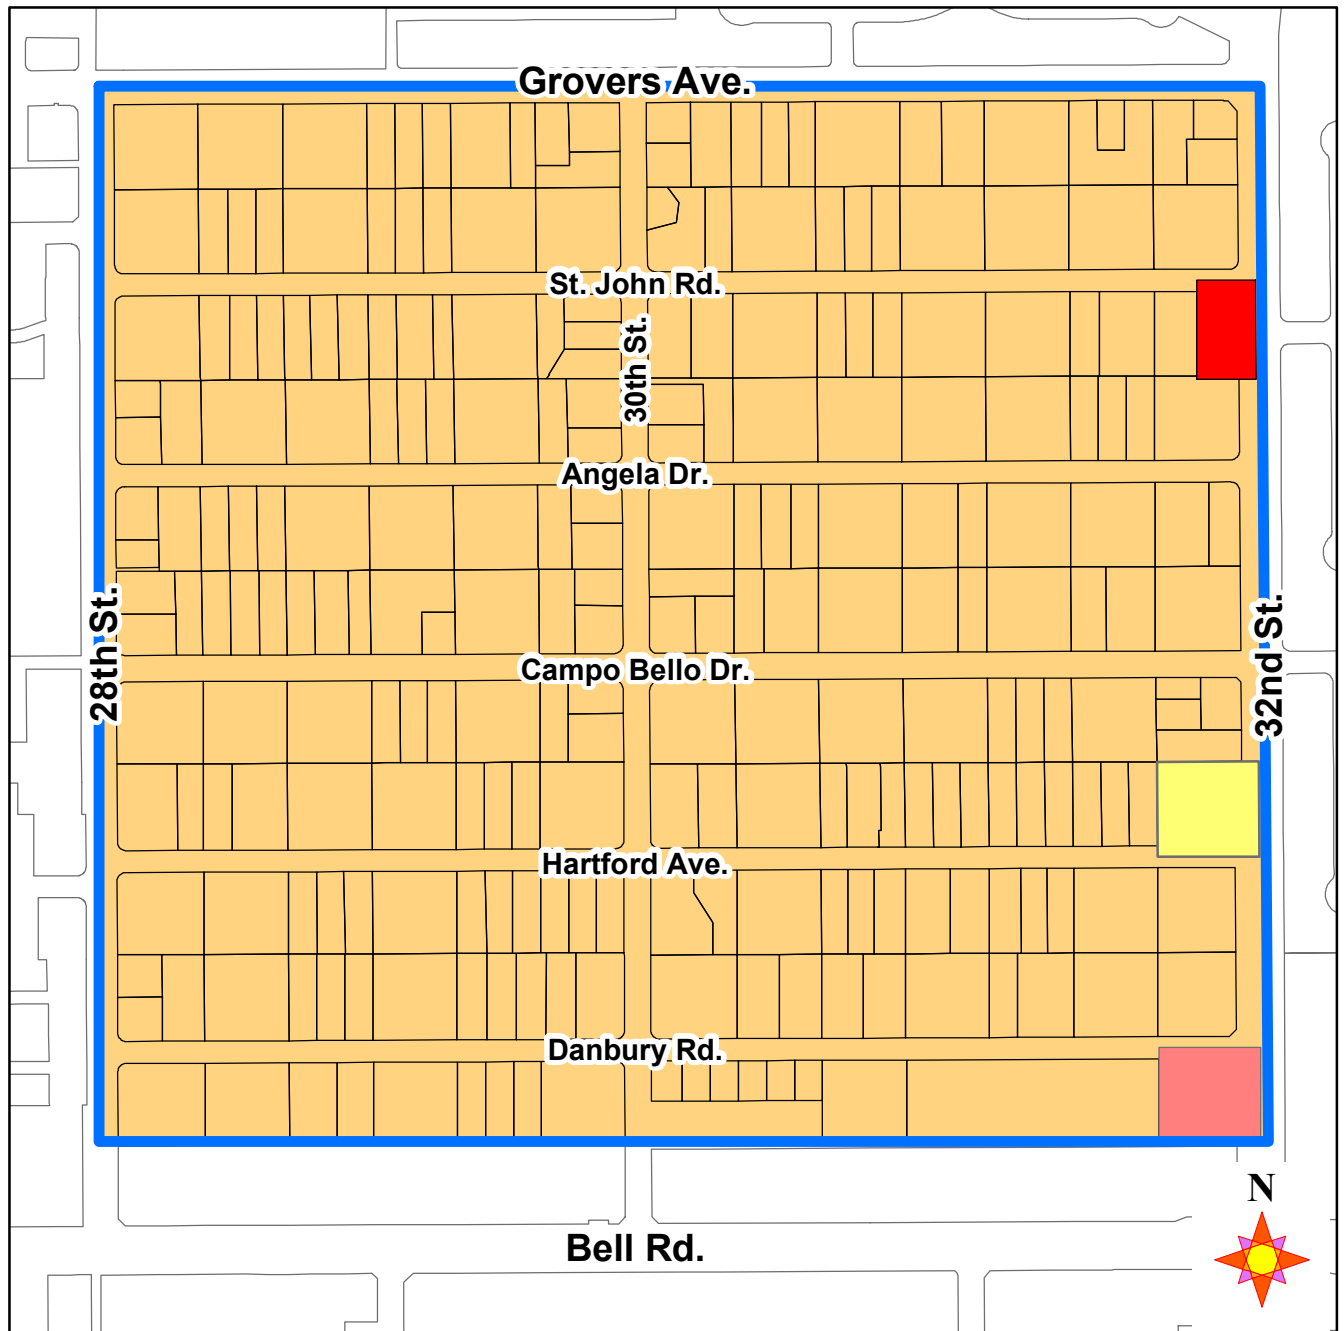 Grovers Ave.
St. John Rd.
30th St.
Angela Dr.
28th St.
32nd St.
Campo Bello Dr.
Hartford Ave.
Danbury Rd.
N
Bell Rd.